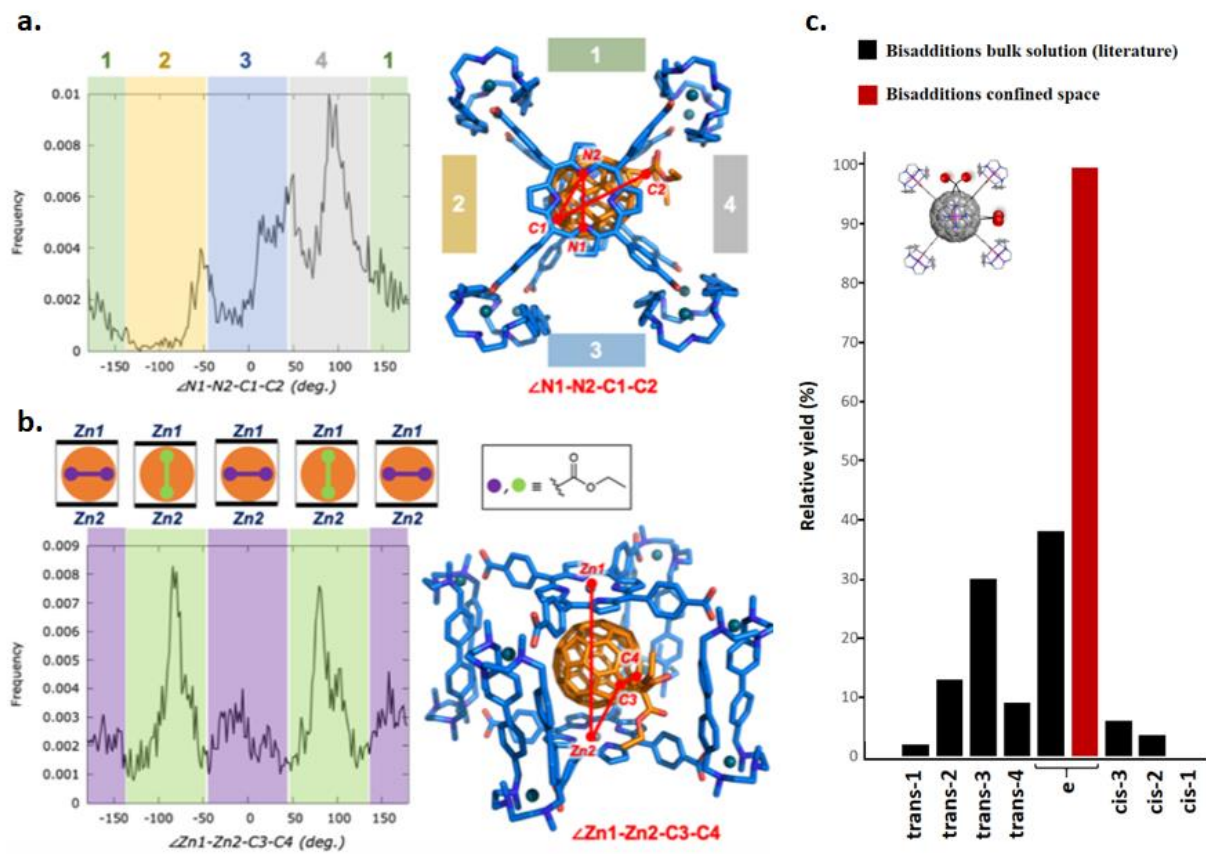 a.
1 2 3 4 1
0.01
0.008
0.006
0.004
0.002
0
Frequency
-150 -100 -50 0 50 100 150
∠N1-N2-C1-C2 (deg.)
1
2
4
3
N2
C2
C1
N1
∠N1-N2-C1-C2
b.
Zn1 Zn1 Zn1 Zn1 Zn1
Zn2 Zn2 Zn2 Zn2 Zn2
, ≡
O
O
0.009
0.008
0.007
0.006
0.005
0.004
0.003
0.002
0.001
0
Frequency
-150 -100 -50 0 50 100 150
∠Zn1-Zn2-C3-C4 (deg.)
Zn1
C4
C3
Zn2
∠Zn1-Zn2-C3-C4
c.
Bisadditions bulk solution (literature)
Bisadditions confined space
Relative yield (%)
100
90
80
70
60
50
40
30
20
10
0
trans-1
trans-2
trans-3
trans-4
e
cis-3
cis-2
cis-1